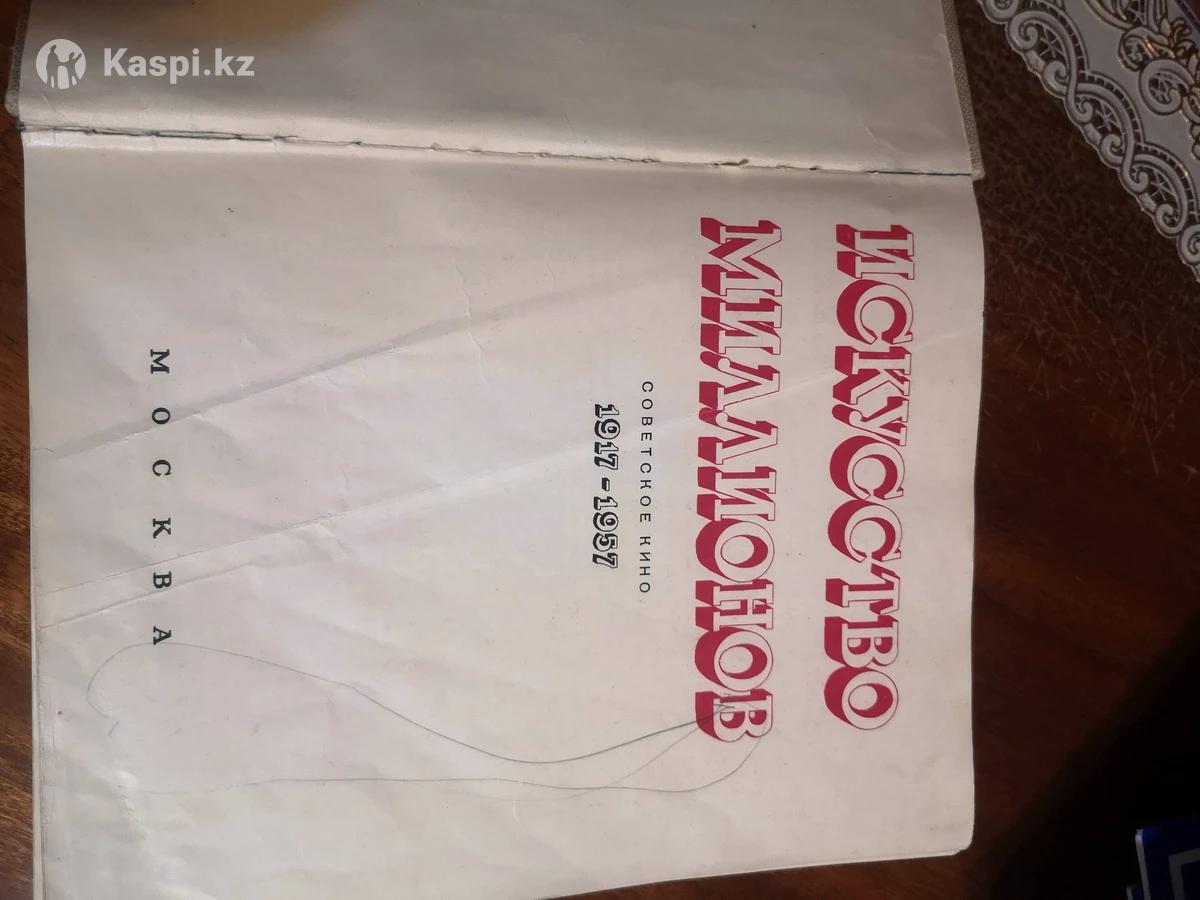 Kaspi.kz
ИСКУССТВО
МИЛЛИОНОВ
СОВЕТСКОЕ КИНО
1917-1957
МОСКВА